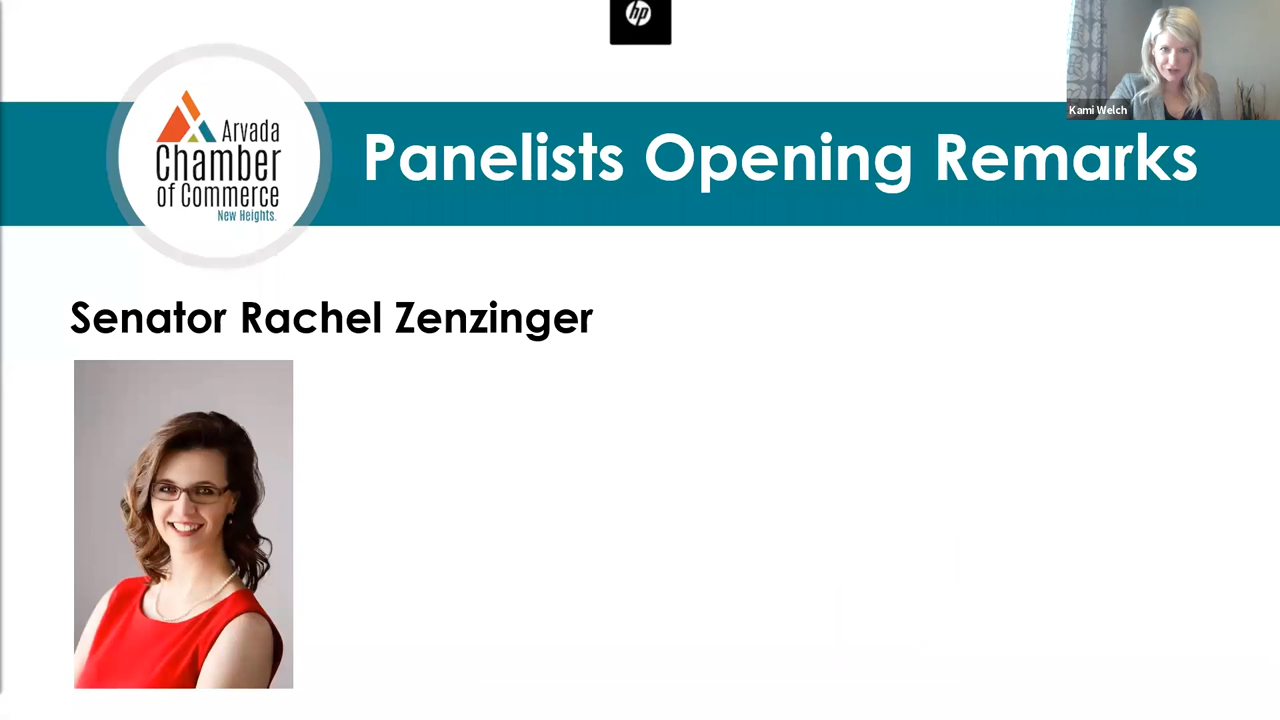 hp
Kami Welch
Arvada
Chamber
of Commerce
New Heights.
Panelists Opening Remarks
Senator Rachel Zenzinger